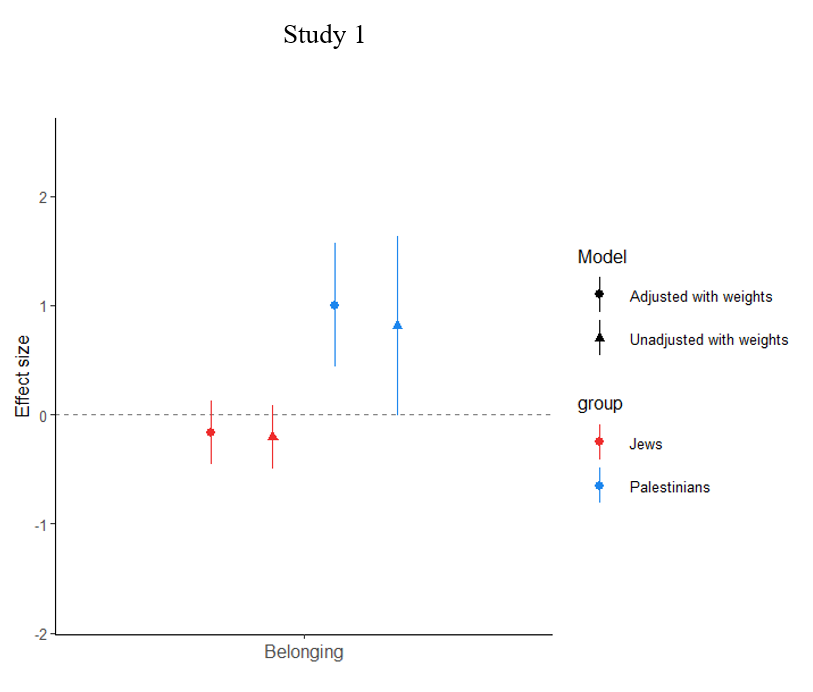 Study 1
2
1
0
-1
-2
Effect size
Belonging
Model
Adjusted with weights
Unadjusted with weights
group
Jews
Palestinians